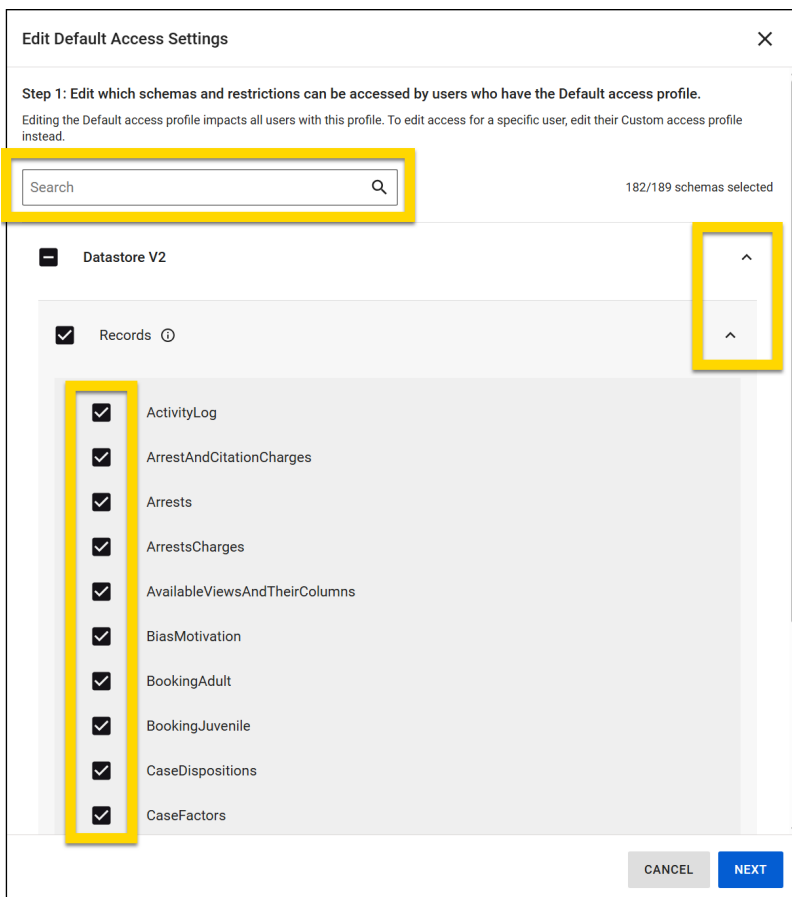 Edit Default Access Settings
Step 1: Edit which schemas and restrictions can be accessed by users who have the Default access profile.
Editing the Default access profile impacts all users with this profile. To edit access for a specific user, edit their Custom access profile
instead.
Search
182/189 schemas selected
Datastore V2
Records
ActivityLog
ArrestAndCitationCharges
Arrests
ArrestsCharges
AvailableViewsAndTheirColumns
BiasMotivation
BookingAdult
BookingJuvenile
CaseDispositions
CaseFactors
CANCEL
NEXT